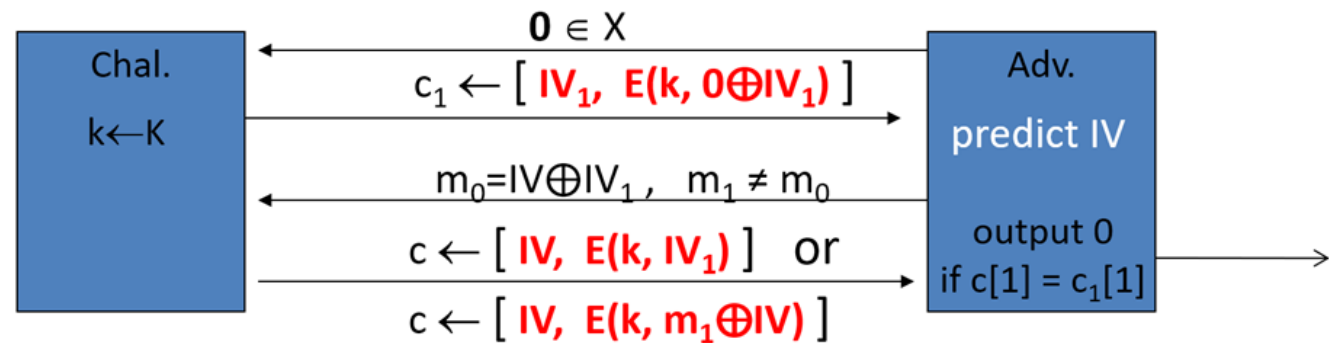 Chal.
k←K
0 ∈ X
c₁ ← [ IV₁, E(k, 0⊕IV₁) ]
m₀=IV⊕IV₁ , m₁ ≠ m₀
c ← [ IV, E(k, IV₁) ] or
c ← [ IV, E(k, m₁⊕IV) ]
Adv.
predict IV
output 0
if c[1] = c₁[1]